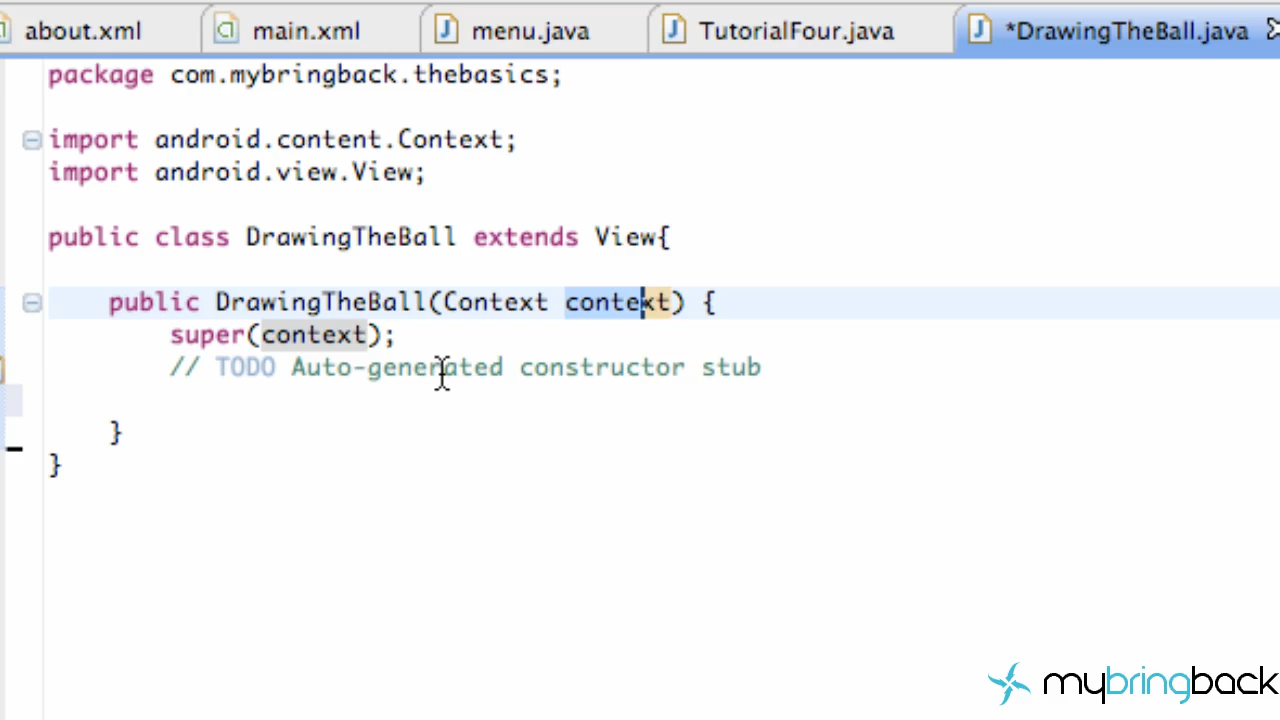 about.xml main.xml menu.java TutorialFour.java *DrawingTheBall.java
package com.mybringback.thebasics;
import android.content.Context;
import android.view.View;
public class DrawingTheBall extends View{
public DrawingTheBall(Context context) {
super(context);
// TODO Auto-generated constructor stub
}
}
mybringback